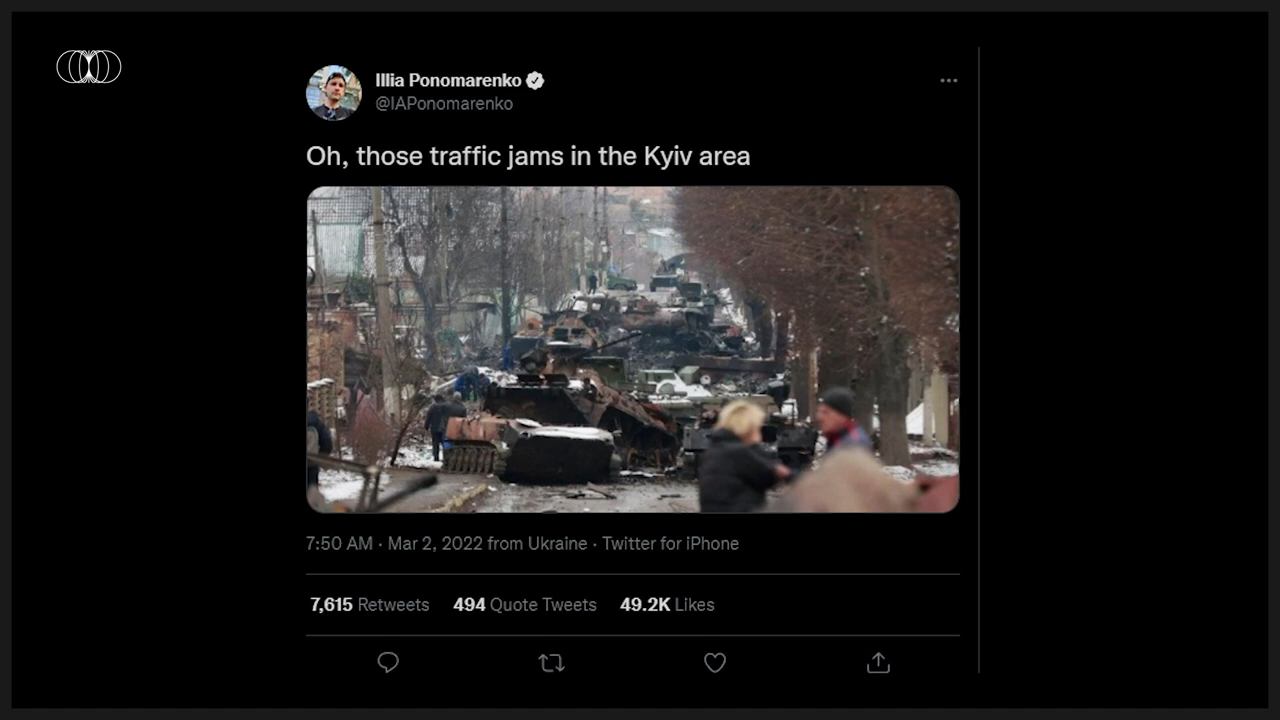 Illia Ponomarenko
@IAPonomarenko
Oh, those traffic jams in the Kyiv area
7:50 AM · Mar 2, 2022 from Ukraine · Twitter for iPhone
7,615 Retweets 494 Quote Tweets 49.2K Likes